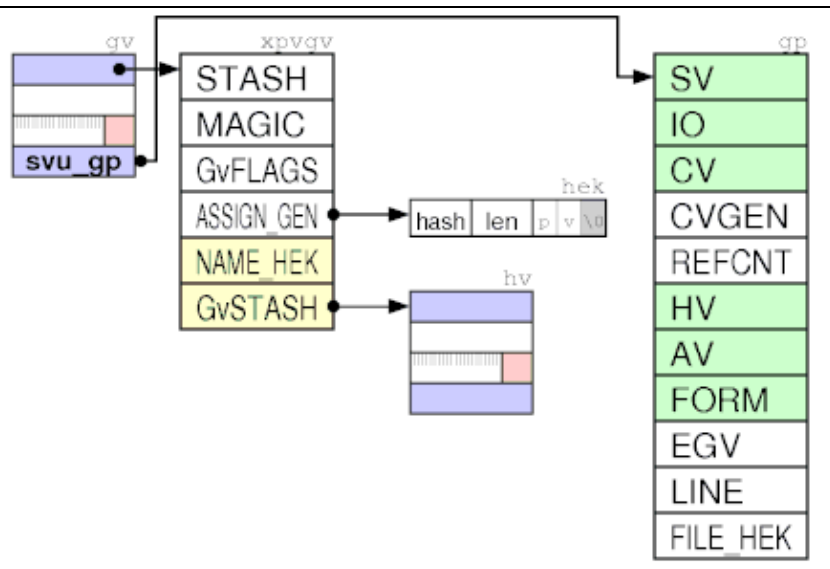 gv
svu_gp
xpvgv
STASH
MAGIC
GvFLAGS
ASSIGN_GEN
NAME_HEK
GvSTASH
hek
hash len p v \0
hv
gp
SV
IO
CV
CVGEN
REFCNT
HV
AV
FORM
EGV
LINE
FILE_HEK